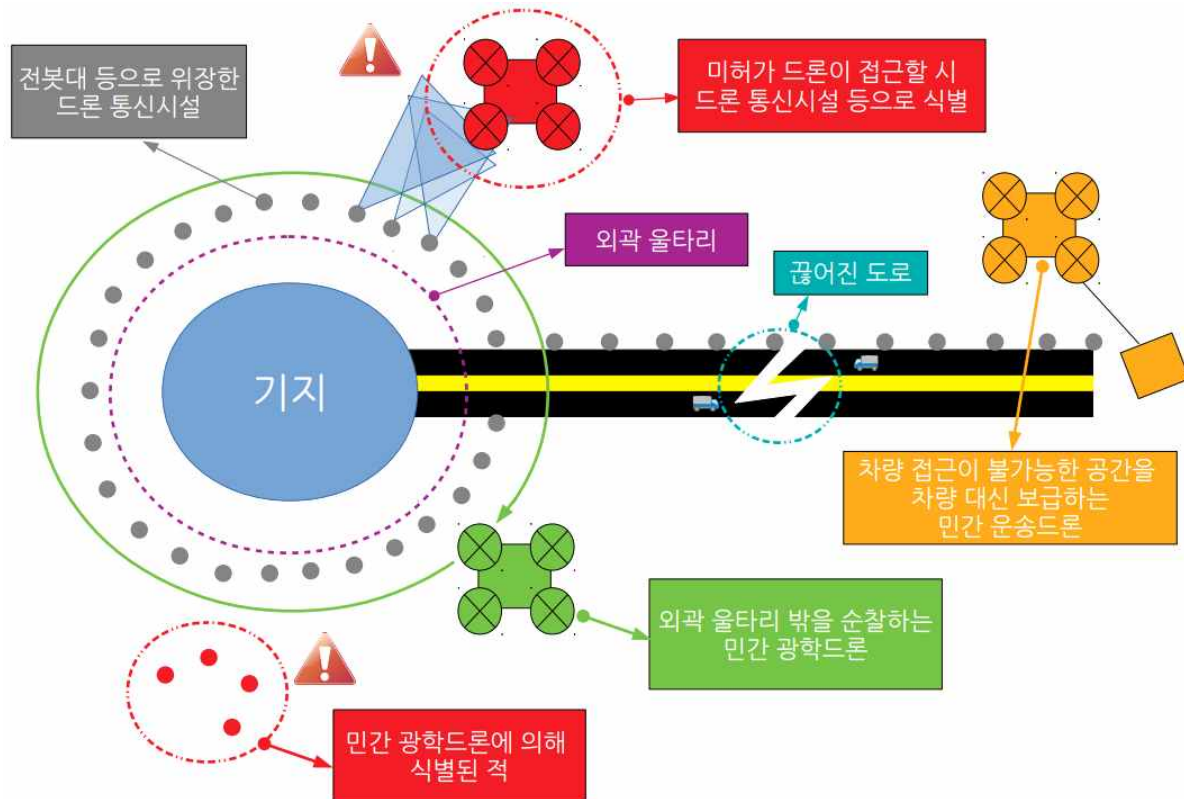 전봇대 등으로 위장한
드론 통신시설
미허가 드론이 접근할 시
드론 통신시설 등으로 식별
외곽 울타리
끊어진 도로
기지
차량 접근이 불가능한 공간을
차량 대신 보급하는
민간 운송드론
외곽 울타리 밖을 순찰하는
민간 광학드론
민간 광학드론에 의해
식별된 적